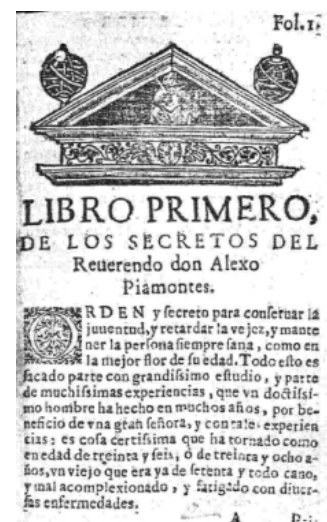 Fol.1.
LIBRO PRIMERO,
DE LOS SECRETOS DEL
Reuerendo don Alexo
Piamontes.
ORDEN y secreto para conseruar la
juuentud, y retardar la vejez, y mante
ner la persona siempre sana, como en
la mejor flor de su edad. Todo esto es
sacado parte con grandissimo estudio, y parte
de muchissimas experiencias, que vn doctissi-
mo hombre ha hecho en muchos años, por be-
neficio de vna gran señora, y con tale. experien
cias: es cosa certissima que ha tornado como
en edad de treinta y seis, ò de treinta y ocho a-
ños, vn viejo que era ya de setenta y todo cano,
y mal acomplexionado, y fatigado con diuer-
sas enfermedades.
A